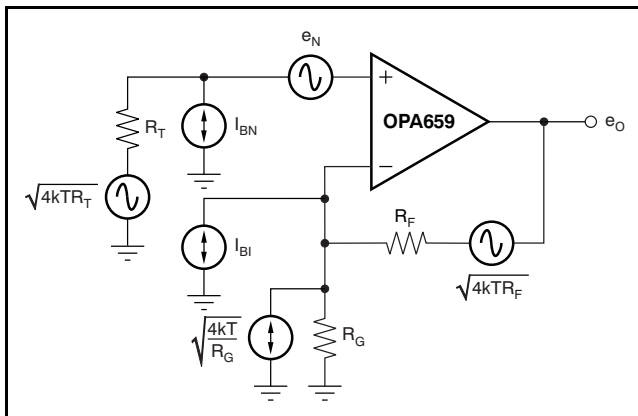 e_N
+
OPA659
e_O
R_T
I_BN
−
√4kTR_T
R_F
I_BI
√4kTR_F
√4kT/R_G
R_G